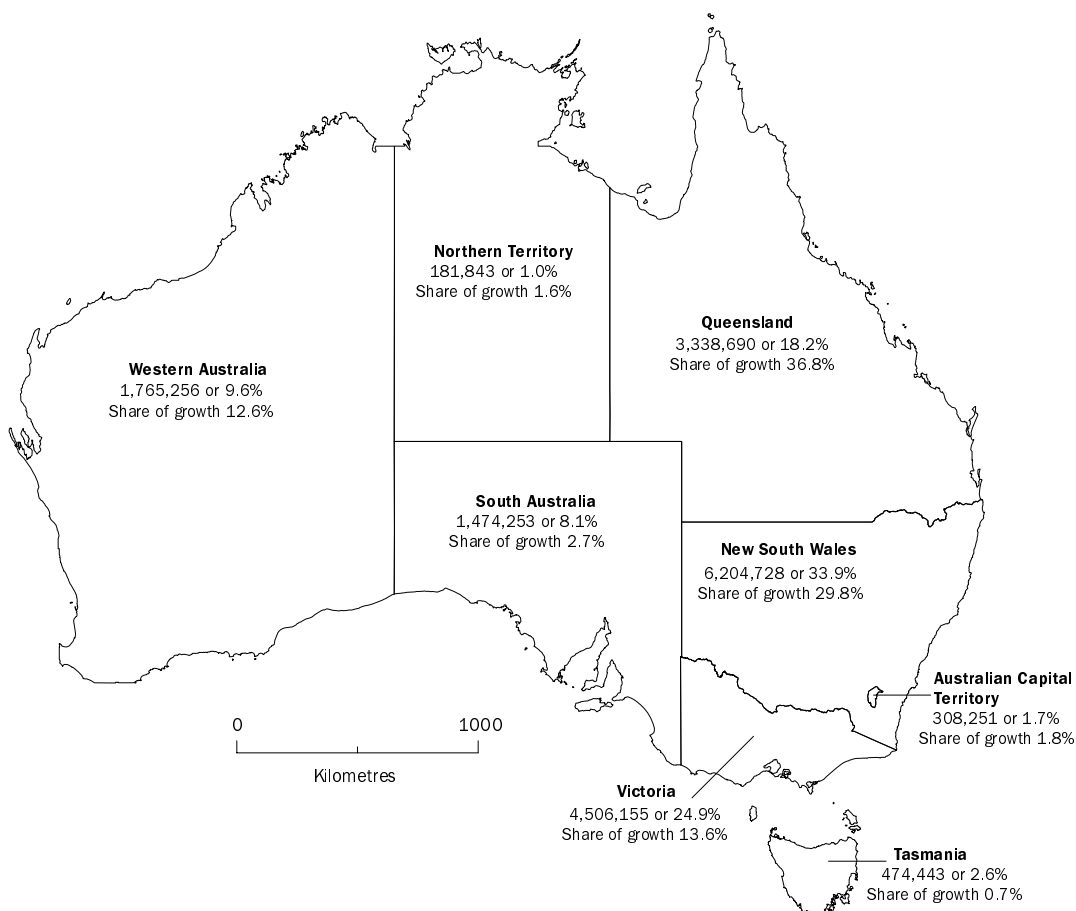 Northern Territory
181,843 or 1.0%
Share of growth 1.6%
Queensland
3,338,690 or 18.2%
Share of growth 36.8%
Western Australia
1,765,256 or 9.6%
Share of growth 12.6%
South Australia
1,474,253 or 8.1%
Share of growth 2.7%
New South Wales
6,204,728 or 33.9%
Share of growth 29.8%
Australian Capital
Territory
308,251 or 1.7%
Share of growth 1.8%
0 1000
Kilometres
Victoria
4,506,155 or 24.9%
Share of growth 13.6%
Tasmania
474,443 or 2.6%
Share of growth 0.7%